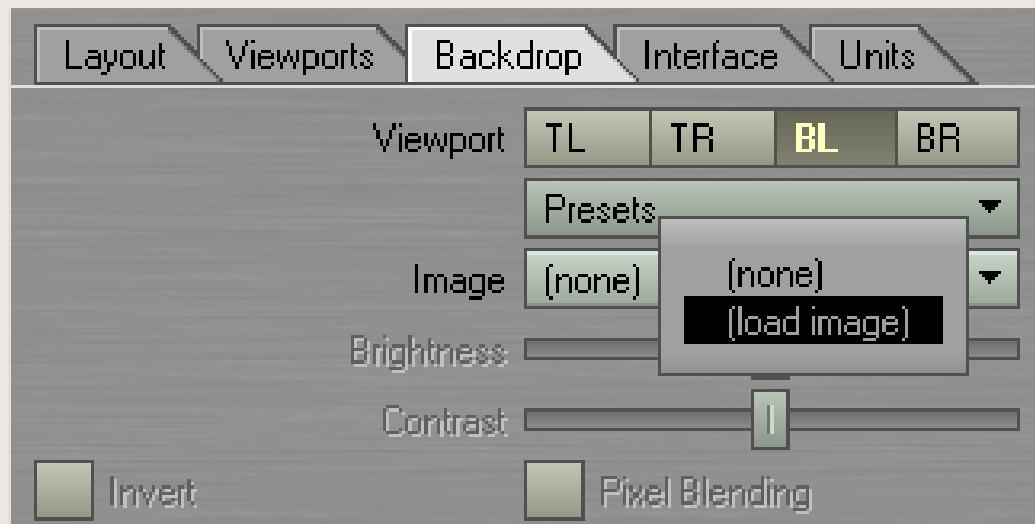 Layout Viewports Backdrop Interface Units
Viewport TL TR BL BR
Presets
(none)
Image (none)
(load image)
Brightness
Contrast
Invert Pixel Blending